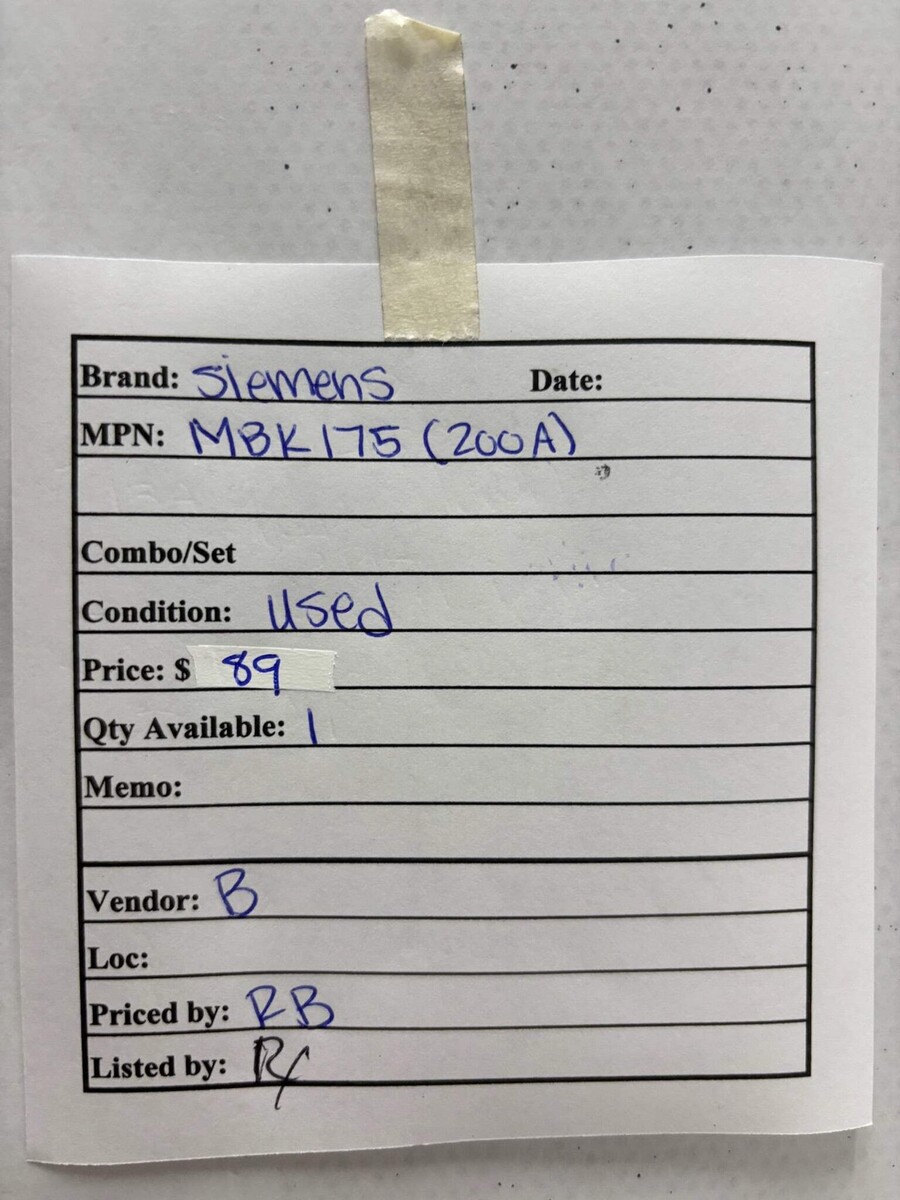 Brand: Siemens Date:
MPN: MBK175 (200A)
Combo/Set
Condition: used
Price: $ 89
Qty Available: 1
Memo:
Vendor: B
Loc:
Priced by: RB
Listed by: